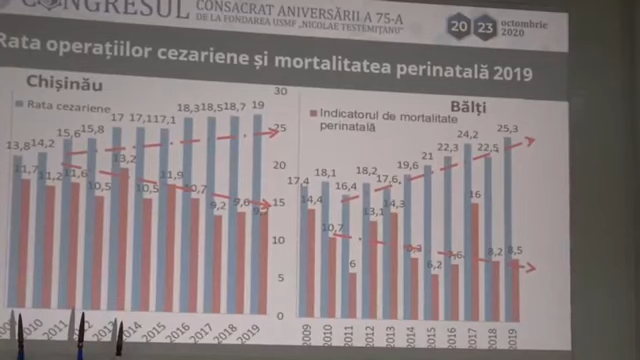 CONGRESUL CONSACRAT ANIVERSĂRII A 75-A
DE LA FONDAREA USMF „NICOLAE TESTEMIȚANU”
20 23 octombrie
2020
Rata operațiilor cezariene și mortalitatea perinatală 2019
Chișinău
Rata cezariene
13,8 14,2 15,6 15,8 17 17,1 17,1 18,3 18,5 18,7 19
11,7 11,2 11,6 10,5 13,2 10,5 11,9 10,7 9,2 9,6
2010 2011 2012 2013 2014 2015 2016 2017 2018 2019
30
25
20
15
10
5
0
Bălți
Indicatorul de mortalitate
perinatală
17,4 18,1 16,4 18,2 17,6 19,6 21 22,3 24,2 22,5 25,3
14,4 10,7 6 13,1 14,3 6,2 16 8,2 8,5
2009 2010 2011 2012 2013 2014 2015 2016 2017 2018 2019